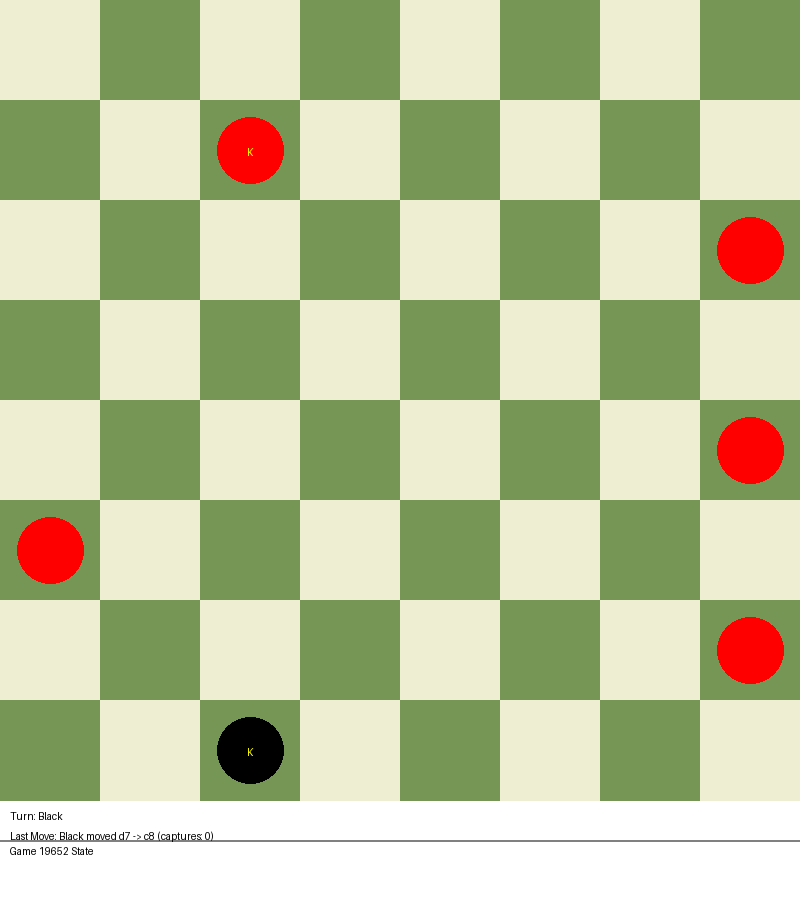 K
K
Turn: Black
Last Move: Black moved d7 -> c8 (captures: 0)
Game 19652 State